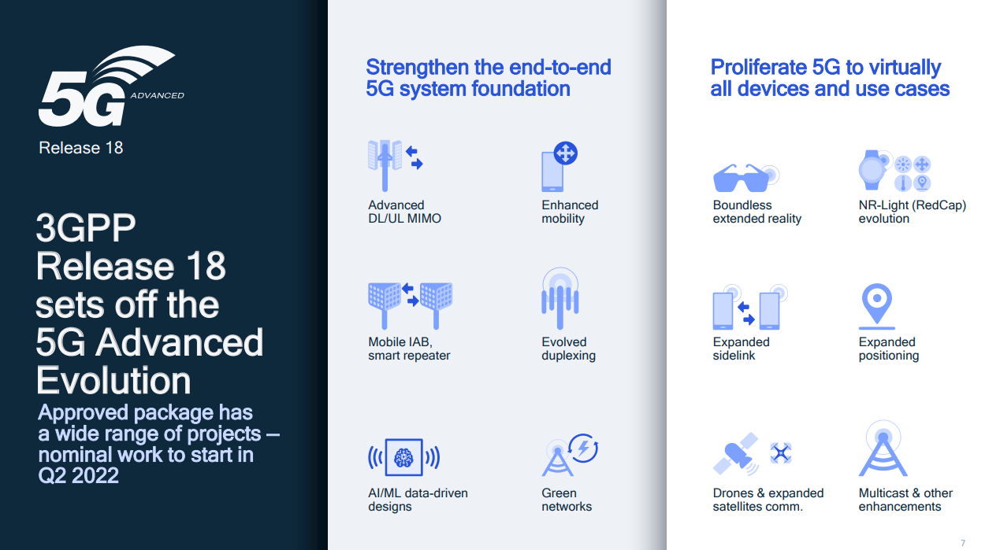 5G ADVANCED
Release 18
3GPP
Release 18
sets off the
5G Advanced
Evolution
Approved package has
a wide range of projects –
nominal work to start in
Q2 2022
Strengthen the end-to-end
5G system foundation
Advanced
DL/UL MIMO
Enhanced
mobility
Mobile IAB,
smart repeater
Evolved
duplexing
AI/ML data-driven
designs
Green
networks
Proliferate 5G to virtually
all devices and use cases
Boundless
extended reality
NR-Light (RedCap)
evolution
Expanded
sidelink
Expanded
positioning
Drones & expanded
satellites comm.
Multicast & other
enhancements
7